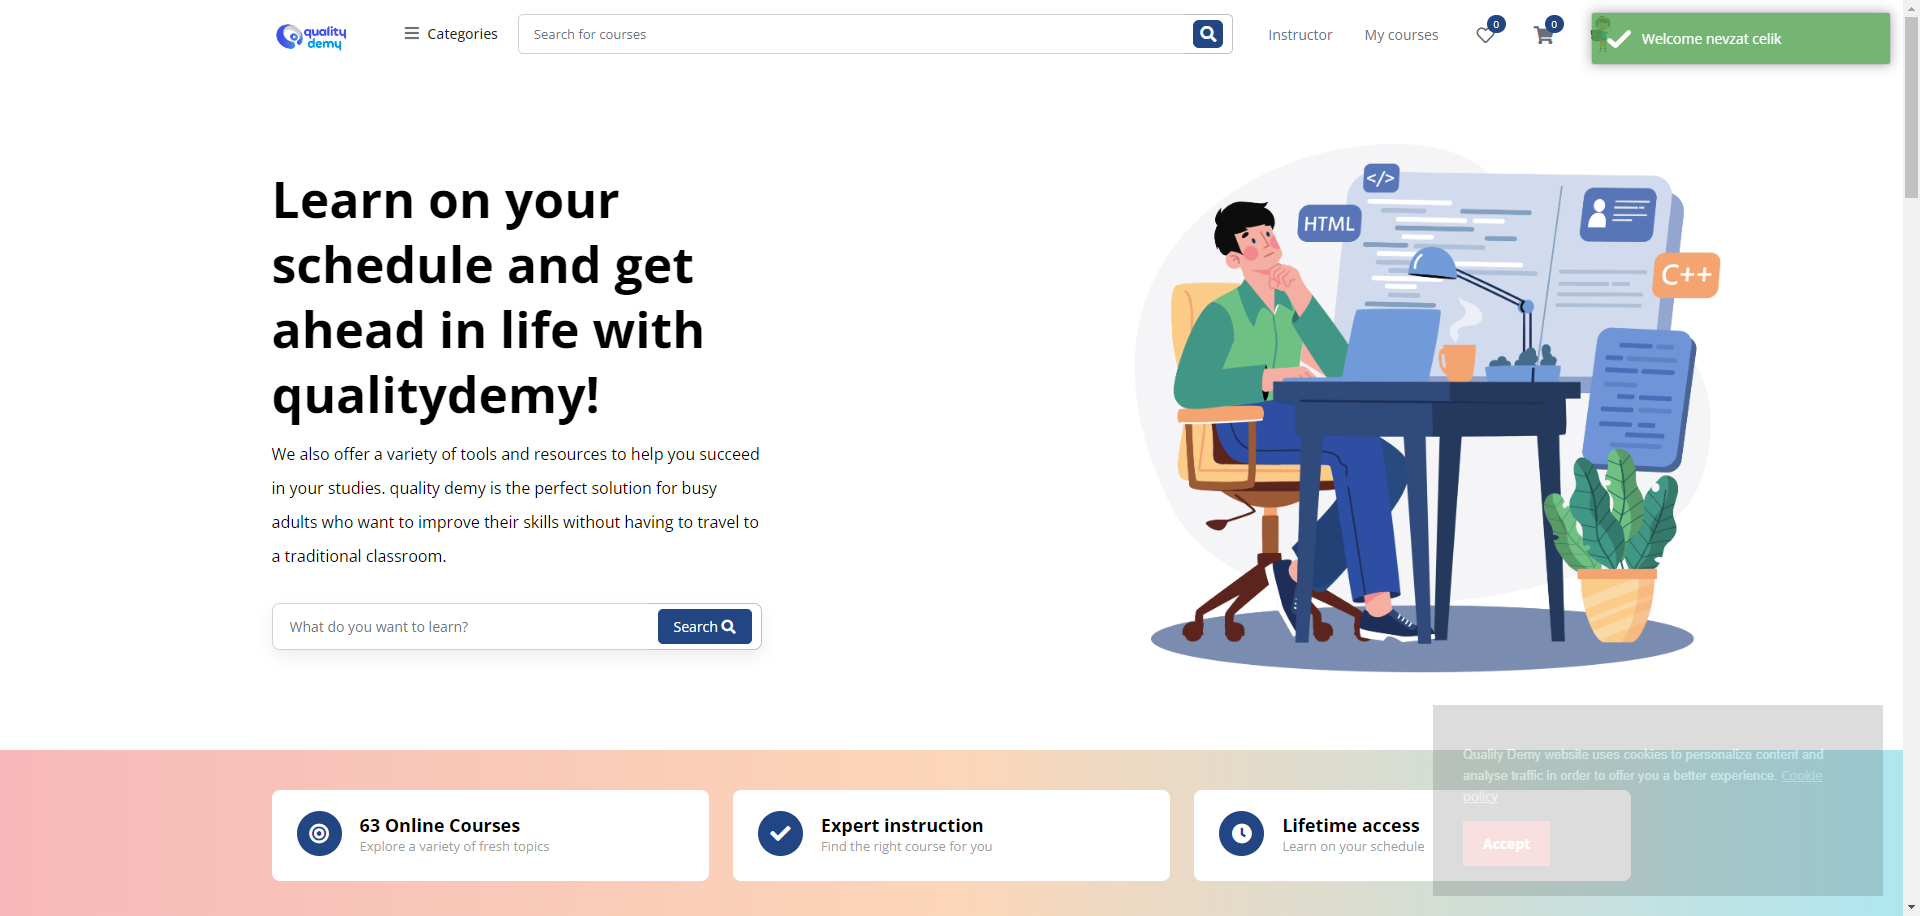 quality
demy
Categories
Search for courses
Instructor
My courses
0
0
Welcome nevzat celik
Learn on your
schedule and get
ahead in life with
qualitydemy!
We also offer a variety of tools and resources to help you succeed
in your studies. quality demy is the perfect solution for busy
adults who want to improve their skills without having to travel to
a traditional classroom.
What do you want to learn?
Search
</>
HTML
C++
Quality Demy website uses cookies to personalize content and
analyse traffic in order to offer you a better experience. Cookie
policy
Accept
63 Online Courses
Explore a variety of fresh topics
Expert instruction
Find the right course for you
Lifetime access
Learn on your schedule